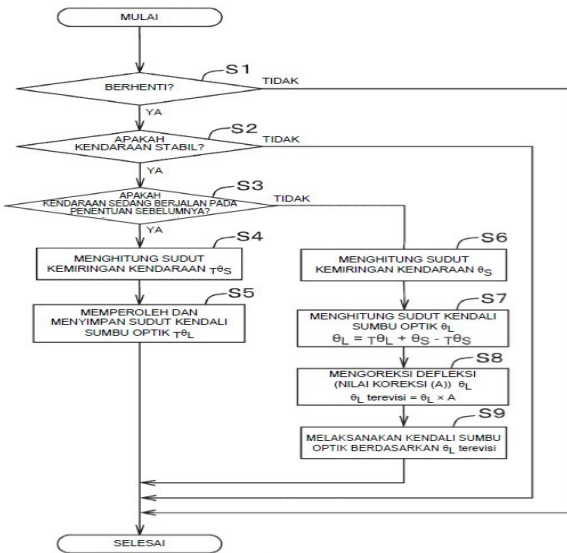 MULAI
S1
BERHENTI?
TIDAK
YA
S2
APAKAH
KENDARAAN STABIL?
TIDAK
YA
S3
APAKAH
KENDARAAN SEDANG BERJALAN PADA
PENENTUAN SEBELUMNYA?
TIDAK
YA
S4
MENGHITUNG SUDUT
KEMIRINGAN KENDARAAN TθS
S5
MEMPEROLEH DAN
MENYIMPAN SUDUT KENDALI
SUMBU OPTIK TθL
S6
MENGHITUNG SUDUT
KEMIRINGAN KENDARAAN θS
S7
MENGHITUNG SUDUT KENDALI
SUMBU OPTIK θL
θL = TθL + θS - TθS
S8
MENGOREKSI DEFLEKSI
(NILAI KOREKSI (A)) θL
θL terevisi = θL × A
S9
MELAKSANAKAN KENDALI SUMBU
OPTIK BERDASARKAN θL terevisi
SELESAI